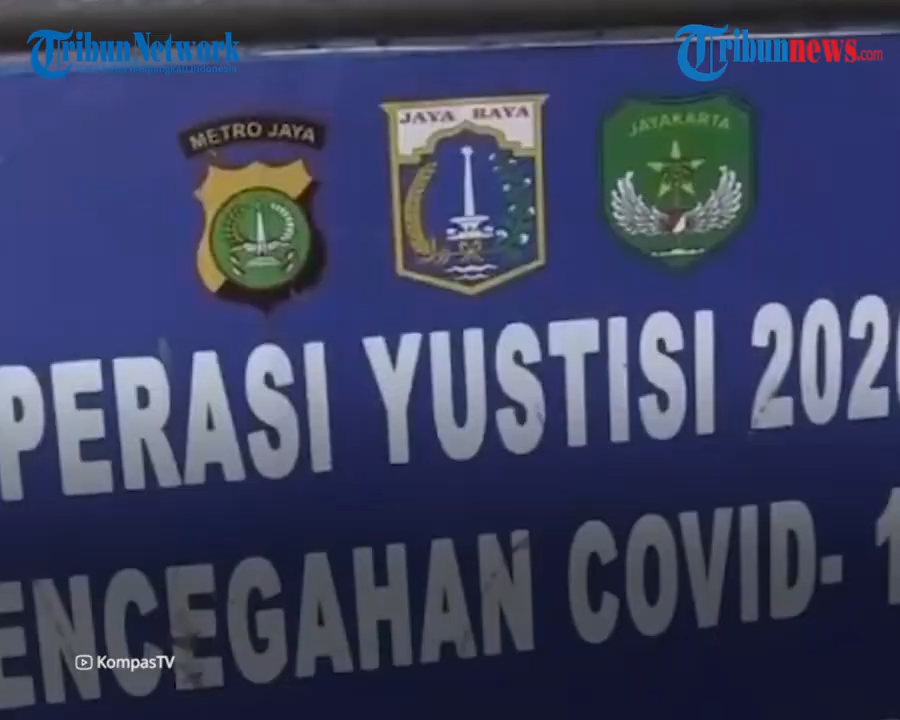 TribunNetwork
Tribunnews.com
METRO JAYA
JAYA RAYA
JAYAKARTA
PERASI YUSTISI 202
ENCEGAHAN COVID- 1
KompasTV